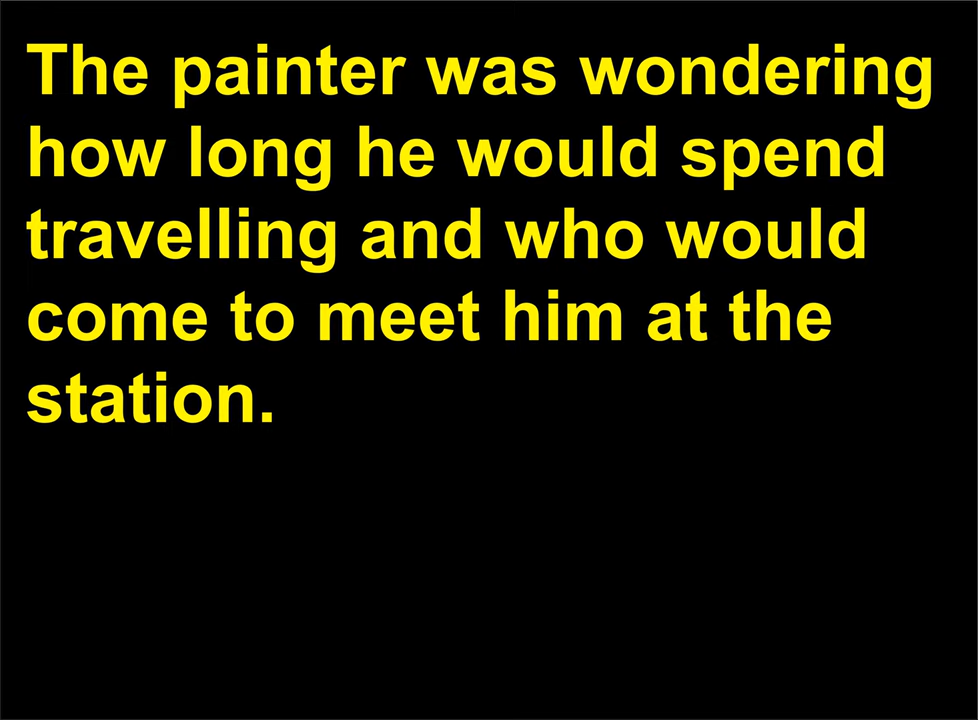 The painter was wondering
how long he would spend
travelling and who would
come to meet him at the
station.